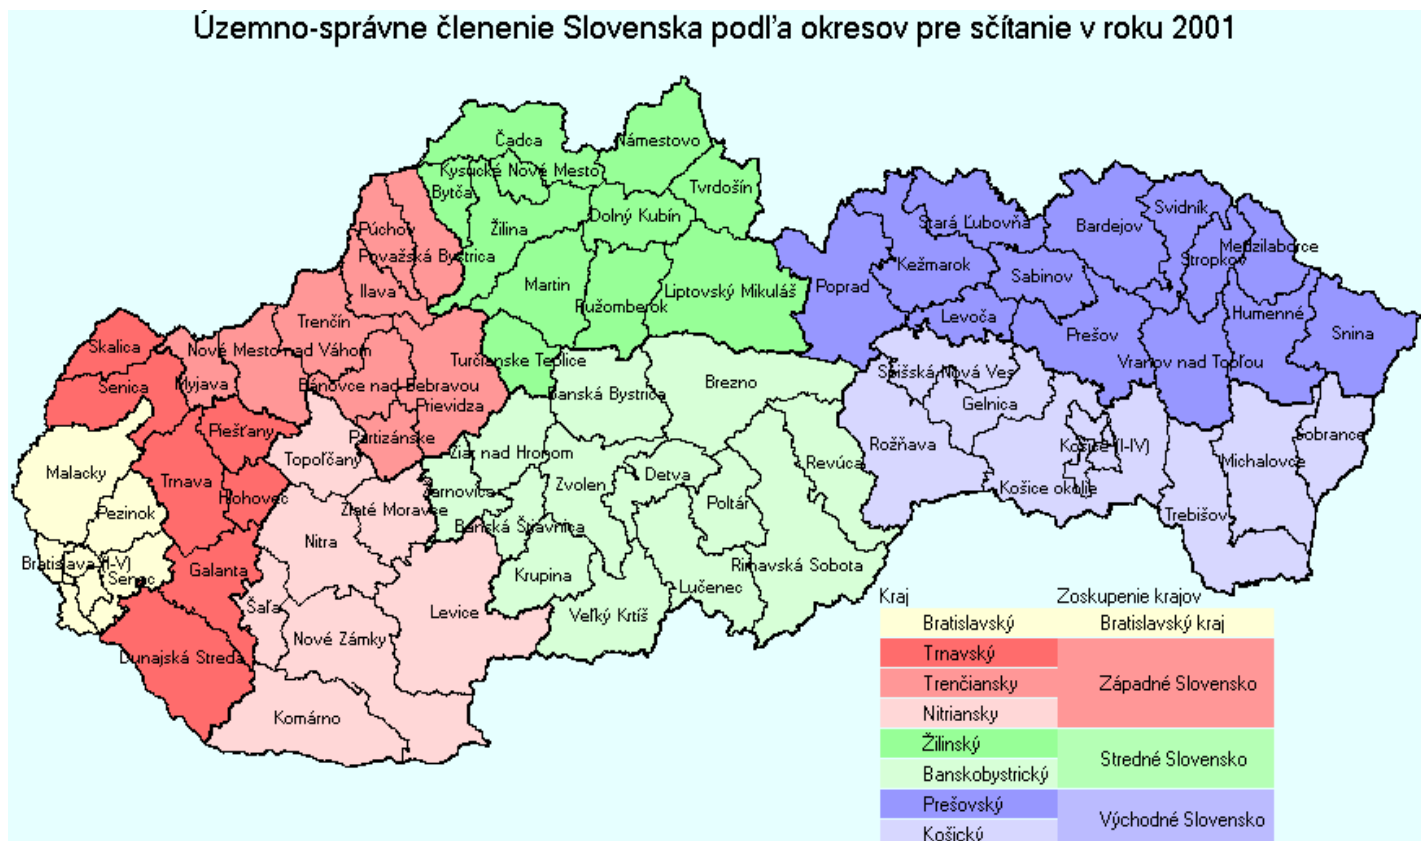 Územno-správne členenie Slovenska podľa okresov pre sčítanie v roku 2001
Čadca
Námestovo
Kysucké Nové Mesto
Bytča
Tvrdošín
Dolný Kubín
Žilina
Púchov
Považská Bystrica
Ilava
Martin
Ružomberok
Liptovský Mikuláš
Turčianske Teplice
Stará Ľubovňa
Bardejov
Svidník
Medzilaborce
Stropkov
Kežmarok
Sabinov
Poprad
Levoča
Prešov
Humenné
Snina
Vranov nad Topľou
Trenčín
Skalica
Nové Mesto nad Váhom
Senica
Myjava
Bánovce nad Bebravou
Prievidza
Partizánske
Piešťany
Topoľčany
Malacky
Trnava
Hlohovec
Pezinok
Bratislava (I-V)
Senec
Galanta
Dunajská Streda
Zlaté Moravce
Nitra
Šaľa
Nové Zámky
Levice
Komárno
Banská Bystrica
Brezno
Žiar nad Hronom
Žarnovica
Banská Štiavnica
Zvolen
Detva
Poltár
Revúca
Krupina
Veľký Krtíš
Lučenec
Rimavská Sobota
Spišská Nová Ves
Gelnica
Rožňava
Košice (I-IV)
Košice okolie
Trebišov
Michalovce
Sobrance
Kraj
Zoskupenie krajov
Bratislavský
Bratislavský kraj
Trnavský
Trenčiansky
Západné Slovensko
Nitriansky
Žilinský
Stredné Slovensko
Banskobystrický
Prešovský
Východné Slovensko
Košický